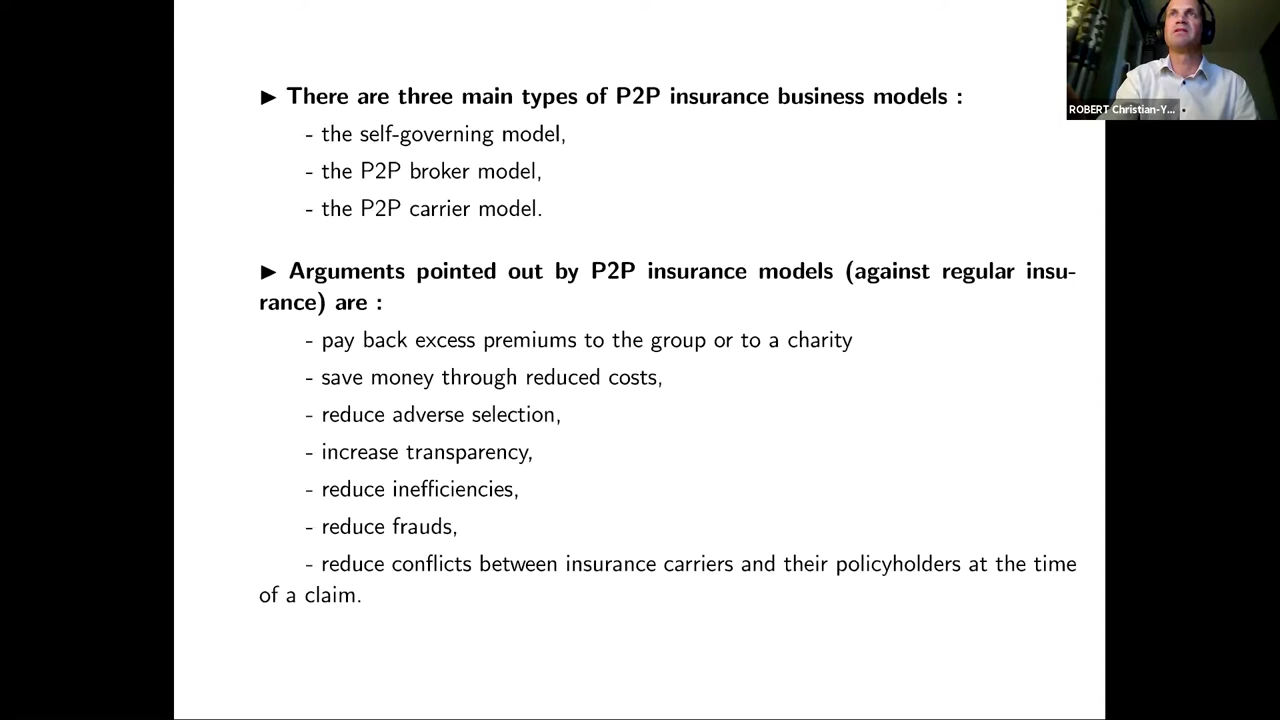 ► There are three main types of P2P insurance business models :
- the self-governing model,
- the P2P broker model,
- the P2P carrier model.
► Arguments pointed out by P2P insurance models (against regular insu-
rance) are :
- pay back excess premiums to the group or to a charity
- save money through reduced costs,
- reduce adverse selection,
- increase transparency,
- reduce inefficiencies,
- reduce frauds,
- reduce conflicts between insurance carriers and their policyholders at the time
of a claim.
ROBERT Christian-Y...